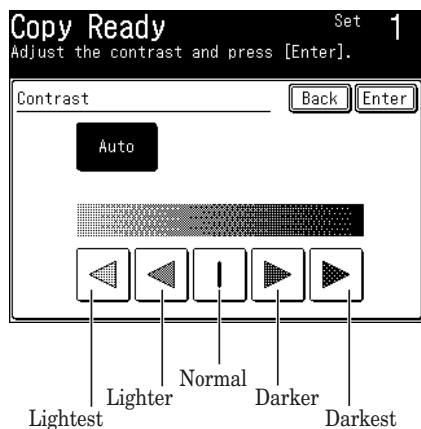 Copy Ready Set 1
Adjust the contrast and press [Enter].
Contrast Back Enter
Auto
Lightest Lighter Normal Darker Darkest